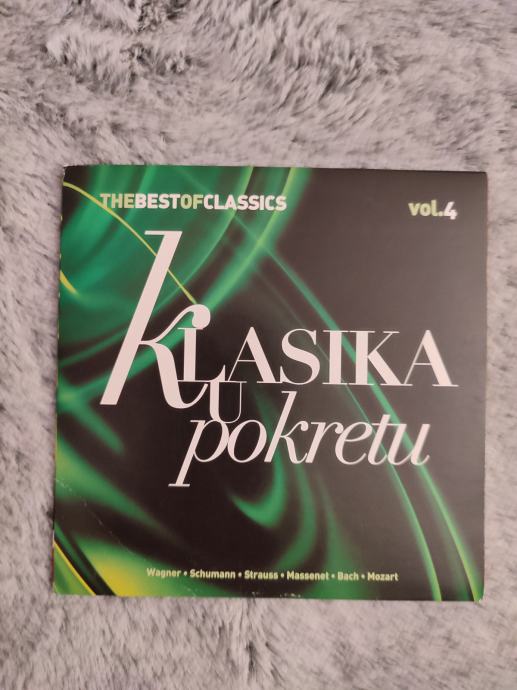 THEBESTOFCLASSICS
vol.4
KLASIKA
U
pokretu
Wagner • Schumann • Strauss • Massenet • Bach • Mozart